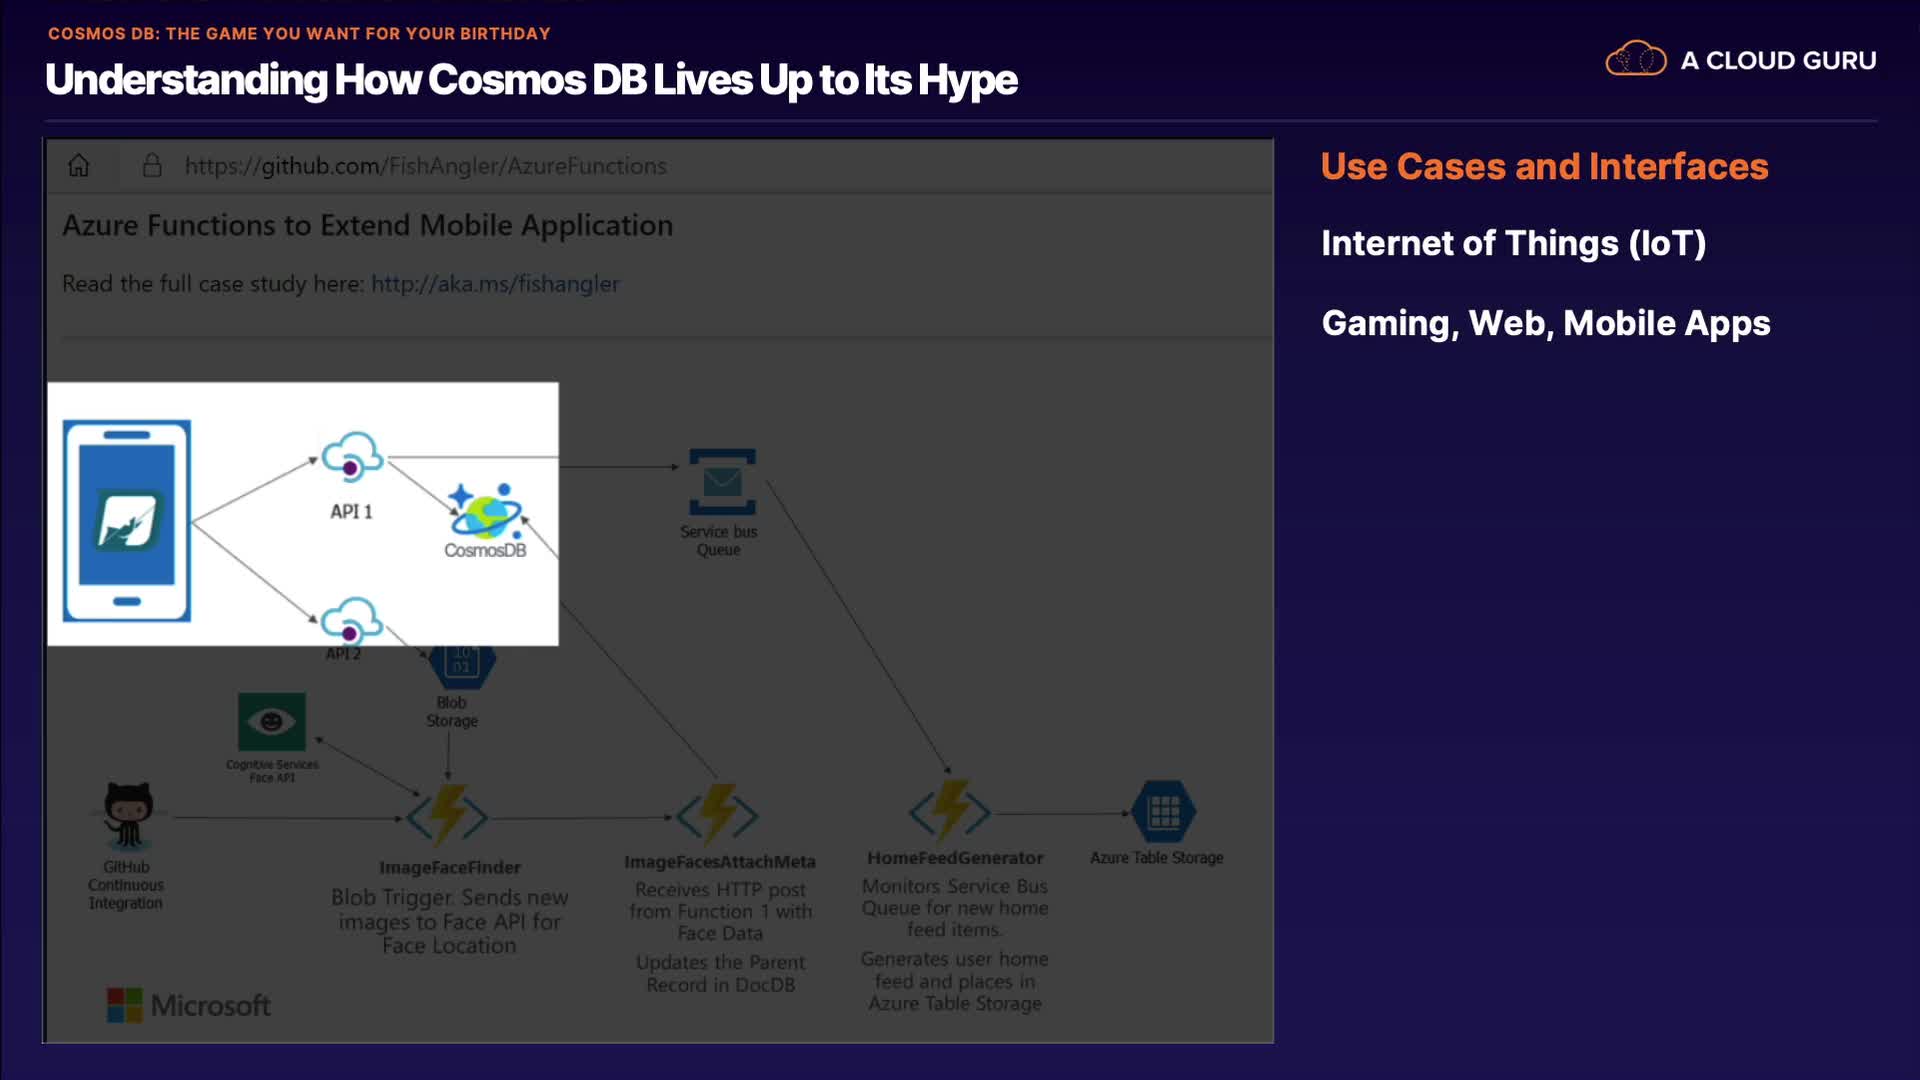 COSMOS DB: THE GAME YOU WANT FOR YOUR BIRTHDAY
Understanding How Cosmos DB Lives Up to Its Hype
A CLOUD GURU
https://github.com/FishAngler/AzureFunctions
Azure Functions to Extend Mobile Application
Read the full case study here: http://aka.ms/fishangler
Use Cases and Interfaces
Internet of Things (IoT)
Gaming, Web, Mobile Apps
API 1
CosmosDB
Service bus
Queue
API 2
10
01
Blob
Storage
Cognitive Services
Face API
GitHub
Continuous
Integration
ImageFaceFinder
Blob Trigger. Sends new
images to Face API for
Face Location
ImageFacesAttachMeta
Receives HTTP post
from Function 1 with
Face Data
Updates the Parent
Record in DocDB
HomeFeedGenerator
Monitors Service Bus
Queue for new home
feed items.
Generates user home
feed and places in
Azure Table Storage
Azure Table Storage
Microsoft